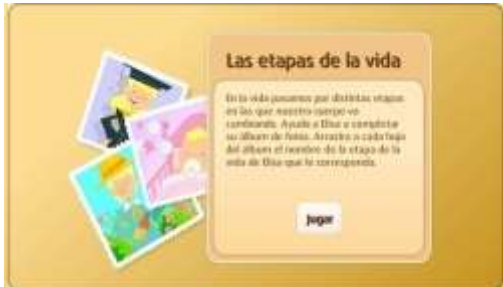 Las etapas de la vida
En la vida pasamos por distintas etapas
en las que nuestro cuerpo va
cambiando. Ayuda a Elsa a completar
su álbum de fotos. Arrastra a cada hoja
del álbum el nombre de la etapa de la
vida de Elsa que le corresponda.
Jugar